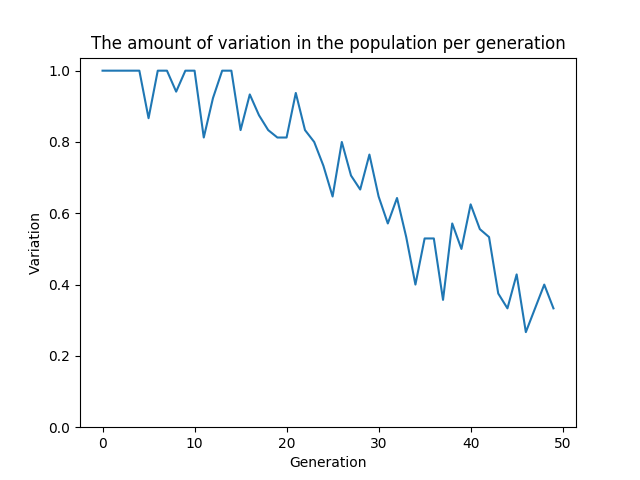 The amount of variation in the population per generation
1.0
0.8
0.6
0.4
0.2
0.0
Variation
0 10 20 30 40 50
Generation